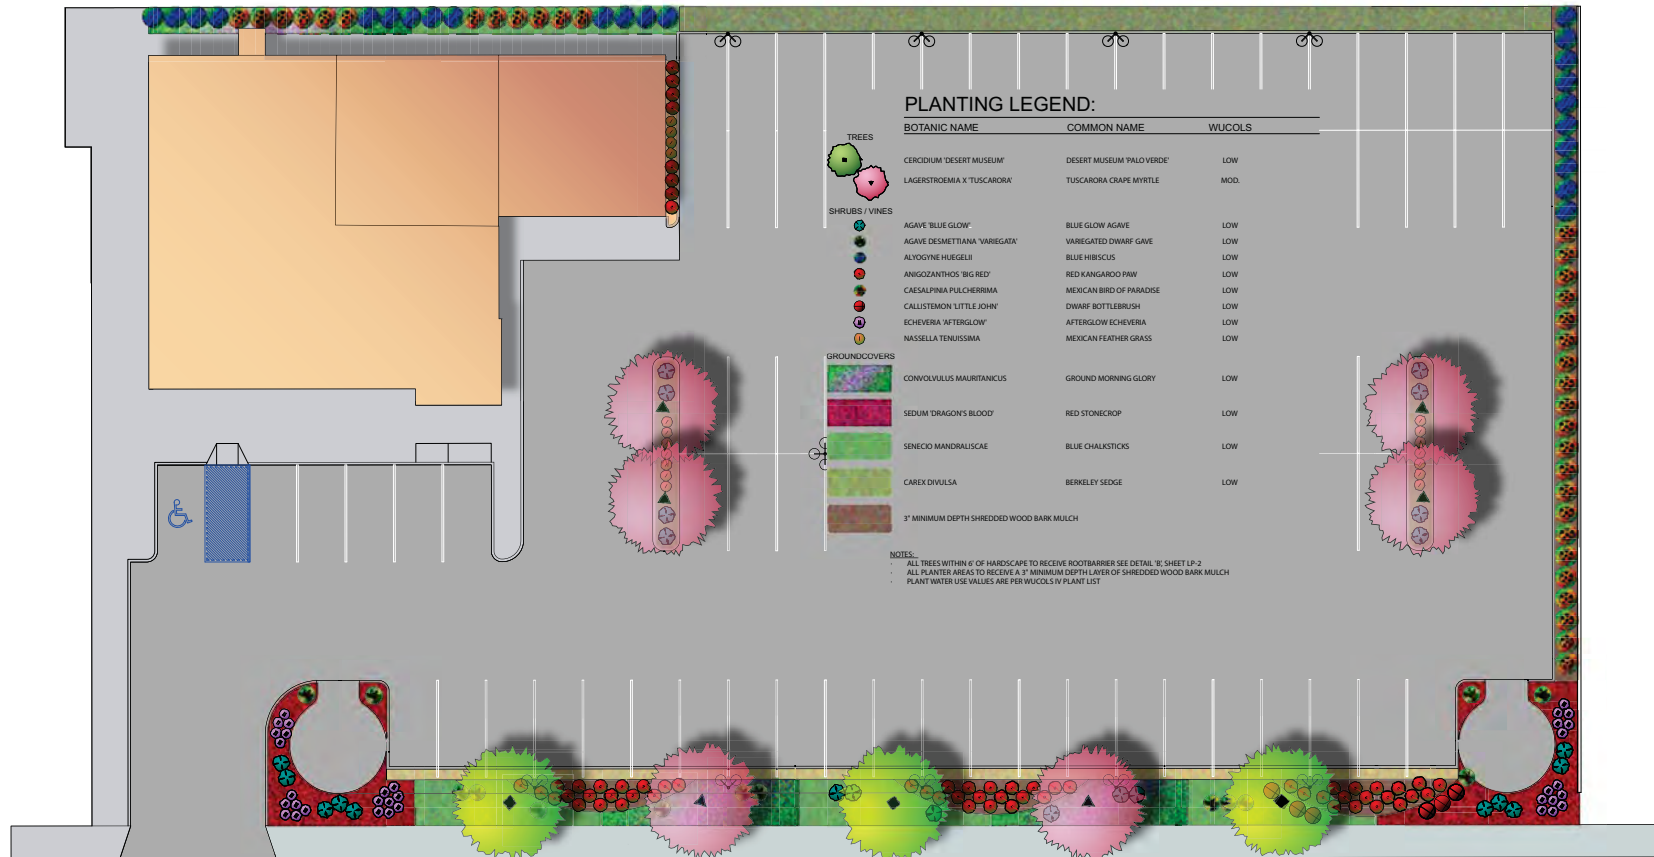 PLANTING LEGEND:
BOTANIC NAME COMMON NAME WUCOLS
TREES
CERCIDIUM 'DESERT MUSEUM' DESERT MUSEUM 'PALO VERDE' LOW
LAGERSTROEMIA X 'TUSCARORA' TUSCARORA CRAPE MYRTLE MOD.
SHRUBS / VINES
AGAVE 'BLUE GLOW' BLUE GLOW AGAVE LOW
AGAVE DESMETTIANA 'VARIEGATA' VARIEGATED DWARF GAVE LOW
ALYOGYNE HUEGELII BLUE HIBISCUS LOW
ANIGOZANTHOS 'BIG RED' RED KANGAROO PAW LOW
CAESALPINIA PULCHERRIMA MEXICAN BIRD OF PARADISE LOW
CALLISTEMON 'LITTLE JOHN' DWARF BOTTLEBRUSH LOW
ECHEVERIA 'AFTERGLOW' AFTERGLOW ECHEVERIA LOW
NASSELLA TENUISSIMA MEXICAN FEATHER GRASS LOW
GROUNDCOVERS
CONVOLVULUS MAURITANICUS GROUND MORNING GLORY LOW
SEDUM 'DRAGON'S BLOOD' RED STONECROP LOW
SENECIO MANDRALISCAE BLUE CHALKSTICKS LOW
CAREX DIVULSA BERKELEY SEDGE LOW
3" MINIMUM DEPTH SHREDDED WOOD BARK MULCH
NOTES:
· ALL TREES WITHIN 6' OF HARDSCAPE TO RECEIVE ROOTBARRIER SEE DETAIL 'B', SHEET LP-2
· ALL PLANTER AREAS TO RECEIVE A 3" MINIMUM DEPTH LAYER OF SHREDDED WOOD BARK MULCH
· PLANT WATER USE VALUES ARE PER WUCOLS IV PLANT LIST